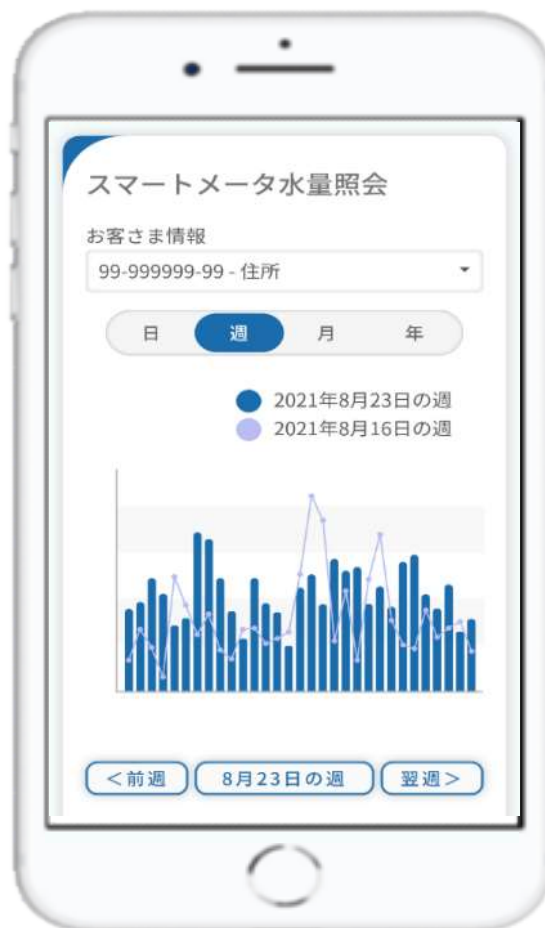 スマートメータ水量照会
お客さま情報
99-999999-99 - 住所
日 週 月 年
2021年8月23日の週
2021年8月16日の週
<前週 8月23日の週 翌週>